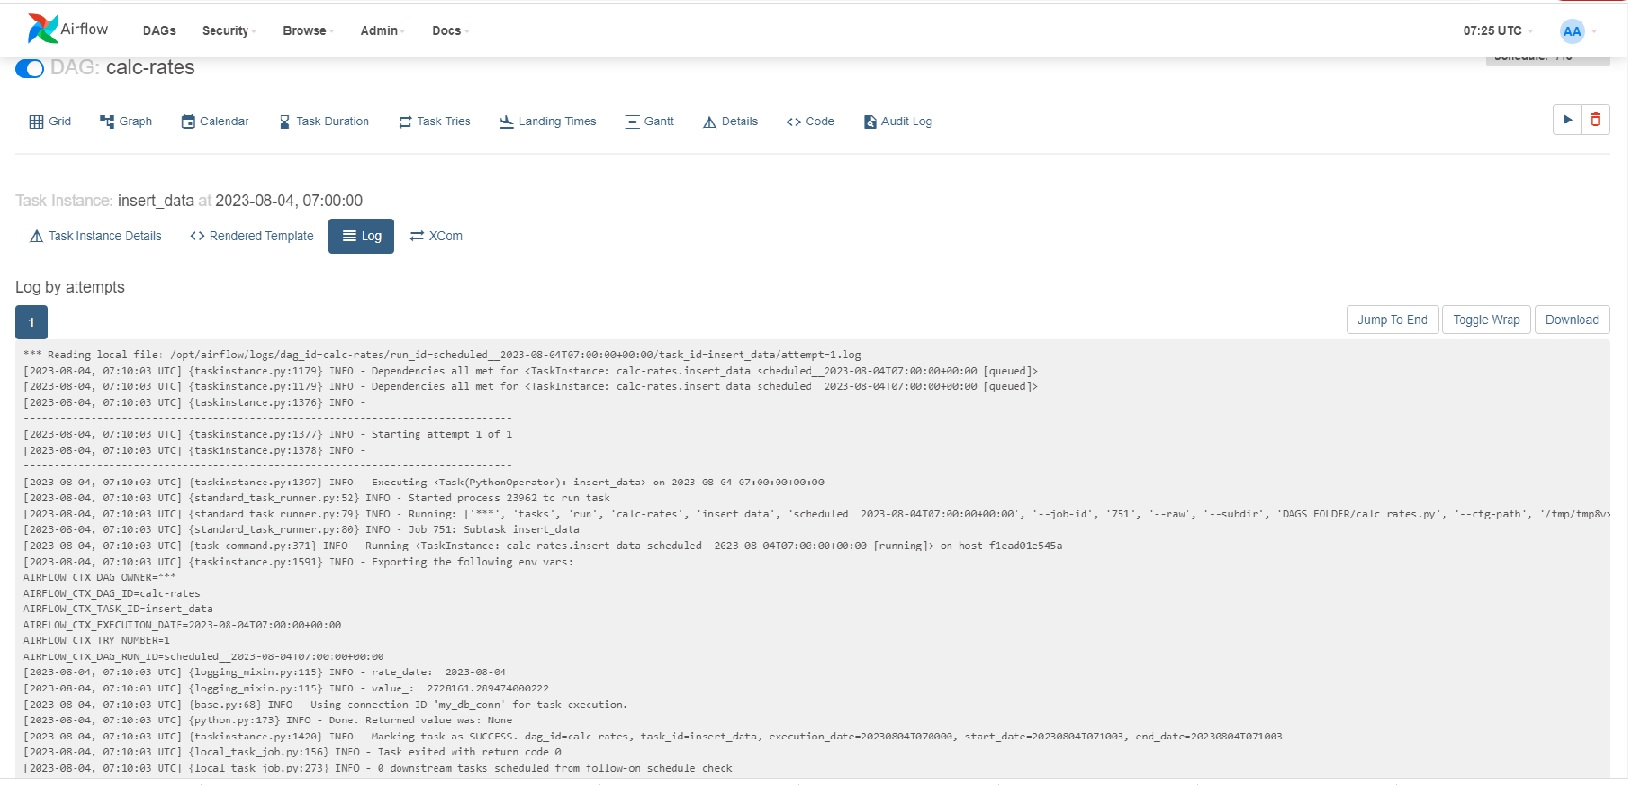 Airflow DAGs Security Browse Admin Docs 07:25 UTC AA
DAG: calc-rates
Grid Graph Calendar Task Duration Task Tries Landing Times Gantt Details Code Audit Log
Task Instance: insert_data at 2023-08-04, 07:00:00
Task Instance Details Rendered Template Log XCom
Log by attempts
1 Jump To End Toggle Wrap Download
*** Reading local file: /opt/airflow/logs/dag_id=calc-rates/run_id=scheduled__2023-08-04T07:00:00+00:00/task_id=insert_data/attempt=1.log
[2023-08-04, 07:10:03 UTC] {taskinstance.py:1179} INFO - Dependencies all met for <TaskInstance: calc-rates.insert_data scheduled__2023-08-04T07:00:00+00:00 [queued]>
[2023-08-04, 07:10:03 UTC] {taskinstance.py:1179} INFO - Dependencies all met for <TaskInstance: calc-rates.insert_data scheduled__2023-08-04T07:00:00+00:00 [queued]>
[2023-08-04, 07:10:03 UTC] {taskinstance.py:1376} INFO -
--------------------------------------------------------------------------------
[2023-08-04, 07:10:03 UTC] {taskinstance.py:1377} INFO - Starting attempt 1 of 1
[2023-08-04, 07:10:03 UTC] {taskinstance.py:1378} INFO -
--------------------------------------------------------------------------------
[2023-08-04, 07:10:03 UTC] {taskinstance.py:1397} INFO - Executing <Task(PythonOperator): insert_data> on 2023-08-04 07:00:00+00:00
[2023-08-04, 07:10:03 UTC] {standard_task_runner.py:52} INFO - Started process 23962 to run task
[2023-08-04, 07:10:03 UTC] {standard_task_runner.py:79} INFO - Running: ['***', 'tasks', 'run', 'calc-rates', 'insert_data', 'scheduled__2023-08-04T07:00:00+00:00', '--job-id', '751', '--raw', '--subdir', 'DAGS_FOLDER/calc_rates.py', '--cfg-path', '/tmp/tmp8vx
[2023-08-04, 07:10:03 UTC] {standard_task_runner.py:80} INFO - Job 751: Subtask insert_data
[2023-08-04, 07:10:03 UTC] {task_command.py:371} INFO - Running <TaskInstance: calc-rates.insert_data scheduled__2023-08-04T07:00:00+00:00 [running]> on host f1ead01e545a
[2023-08-04, 07:10:03 UTC] {taskinstance.py:1591} INFO - Exporting the following env vars:
AIRFLOW_CTX_DAG_OWNER=***
AIRFLOW_CTX_DAG_ID=calc-rates
AIRFLOW_CTX_TASK_ID=insert_data
AIRFLOW_CTX_EXECUTION_DATE=2023-08-04T07:00:00+00:00
AIRFLOW_CTX_TRY_NUMBER=1
AIRFLOW_CTX_DAG_RUN_ID=scheduled__2023-08-04T07:00:00+00:00
[2023-08-04, 07:10:03 UTC] {logging_mixin.py:115} INFO - rate_date:  2023-08-04
[2023-08-04, 07:10:03 UTC] {logging_mixin.py:115} INFO - value_:  2728161.289474000222
[2023-08-04, 07:10:03 UTC] {base.py:68} INFO - Using connection ID 'my_db_conn' for task execution.
[2023-08-04, 07:10:03 UTC] {python.py:173} INFO - Done. Returned value was: None
[2023-08-04, 07:10:03 UTC] {taskinstance.py:1420} INFO - Marking task as SUCCESS. dag_id=calc-rates, task_id=insert_data, execution_date=20230804T070000, start_date=20230804T071003, end_date=20230804T071003
[2023-08-04, 07:10:03 UTC] {local_task_job.py:156} INFO - Task exited with return code 0
[2023-08-04, 07:10:03 UTC] {local_task_job.py:273} INFO - 0 downstream tasks scheduled from follow-on schedule check